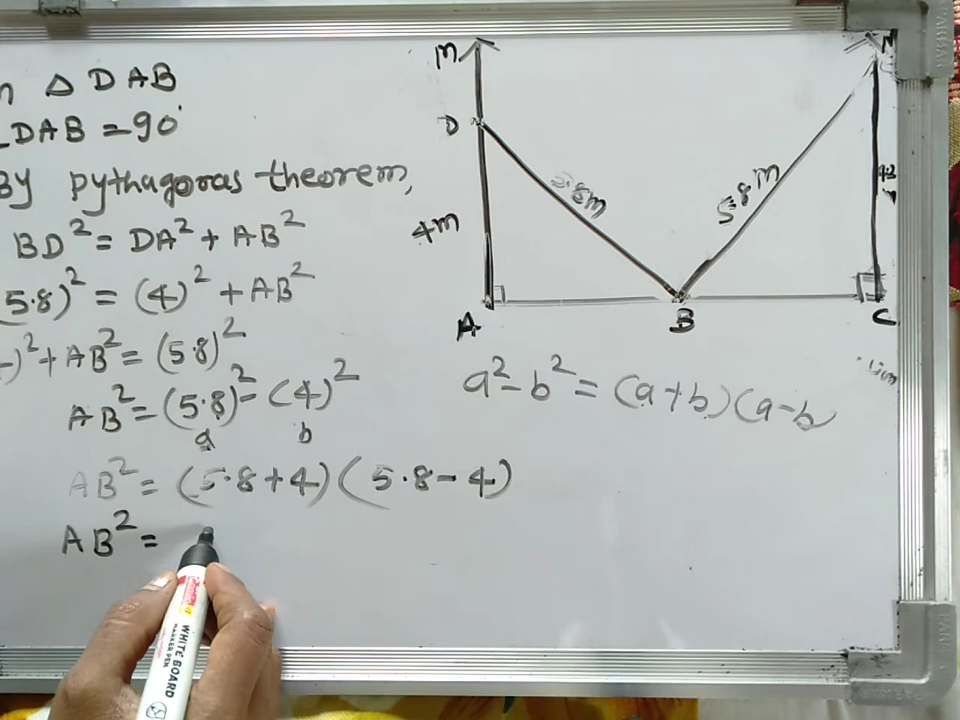 n △ DAB
∠DAB = 90°
By pythagoras theorem,
BD² = DA² + AB²
(5.8)² = (4)² + AB²
)² + AB² = (5.8)²
AB² = (5.8)² - (4)²
a b
AB² = (5.8 + 4) (5.8 - 4)
AB² =
M
D
4m
5.8m
5.8m
A
B
C
a² - b² = (a + b) (a - b
WHITE BOARD
MARKER PEN